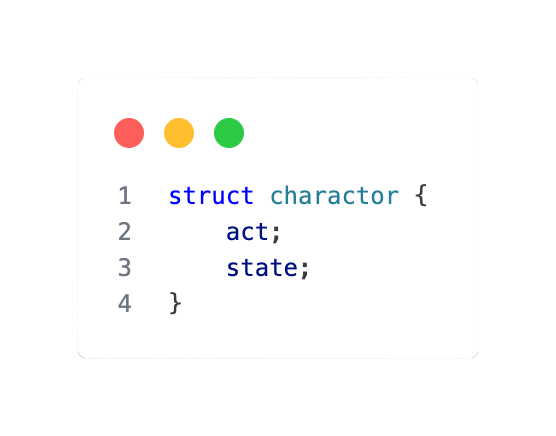 1 struct charactor {
2     act;
3     state;
4 }